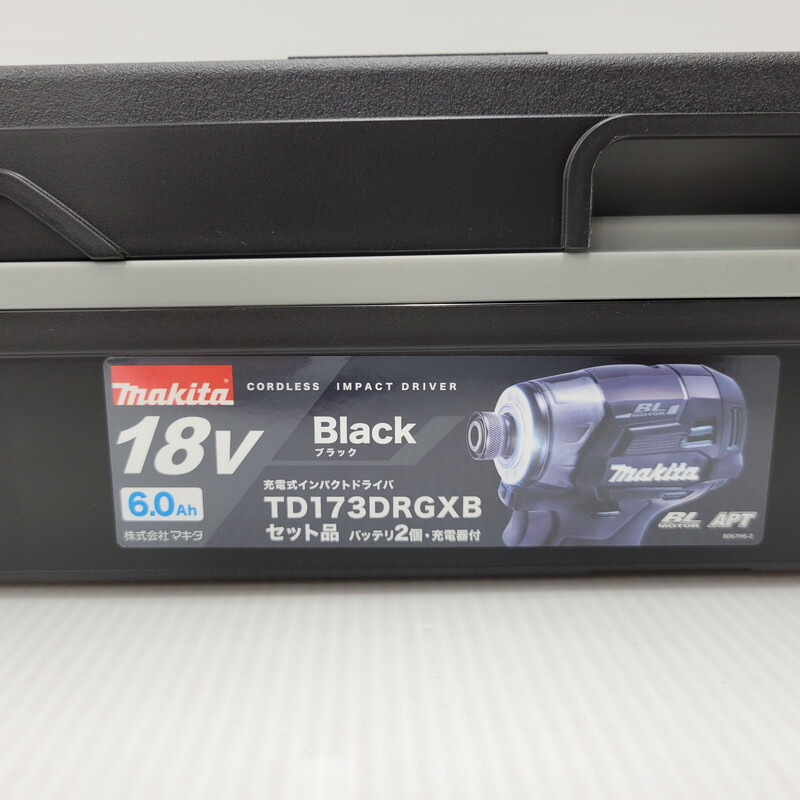 makita
CORDLESS IMPACT DRIVER
18V
Black
ブラック
6.0Ah
充電式インパクトドライバ
TD173DRGXB
セット品 バッテリ2個・充電器付
株式会社マキタ
BL
MOTOR
makita
BL
MOTOR
APT